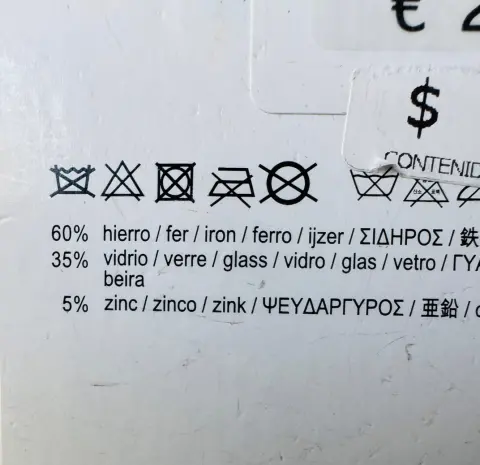 €
$
CONTENID
60% hierro / fer / iron / ferro / ijzer / ΣΙΔΗΡΟΣ / 鉄
35% vidrio / verre / glass / vidro / glas / vetro / ΓΥ
beira
5% zinc / zinco / zink / ΨΕΥΔΑΡΓΥΡΟΣ / 亜鉛 /